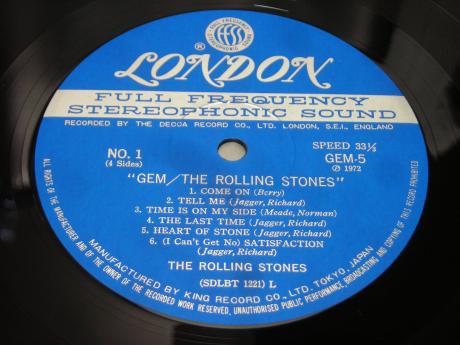 FULL FREQUENCY STEREOPHONIC SOUND
ffss
®
LONDON
FULL FREQUENCY
STEREOPHONIC SOUND
RECORDED BY THE DECCA RECORD CO., LTD. LONDON, S.E.I., ENGLAND
NO. 1
(4 Sides)
SPEED 33⅓
GEM-5
Ⓟ 1972
"GEM/THE ROLLING STONES"
1. COME ON (Berry)
2. TELL ME (Jagger, Richard)
3. TIME IS ON MY SIDE (Meade, Norman)
4. THE LAST TIME (Jagger, Richard)
5. HEART OF STONE (Jagger, Richard)
6. (I Can't Get No) SATISFACTION
(Jagger, Richard)
THE ROLLING STONES
(SDLBT 1221) L
MANUFACTURED BY KING RECORD CO., LTD. TOKYO, JAPAN
ALL RIGHTS OF THE MANUFACTURER AND OF THE OWNER OF THE RECORDED WORK RESERVED, UNAUTHORISED PUBLIC PERFORMANCE, BROADCASTING AND COPYING OF THIS RECORD PROHIBITED